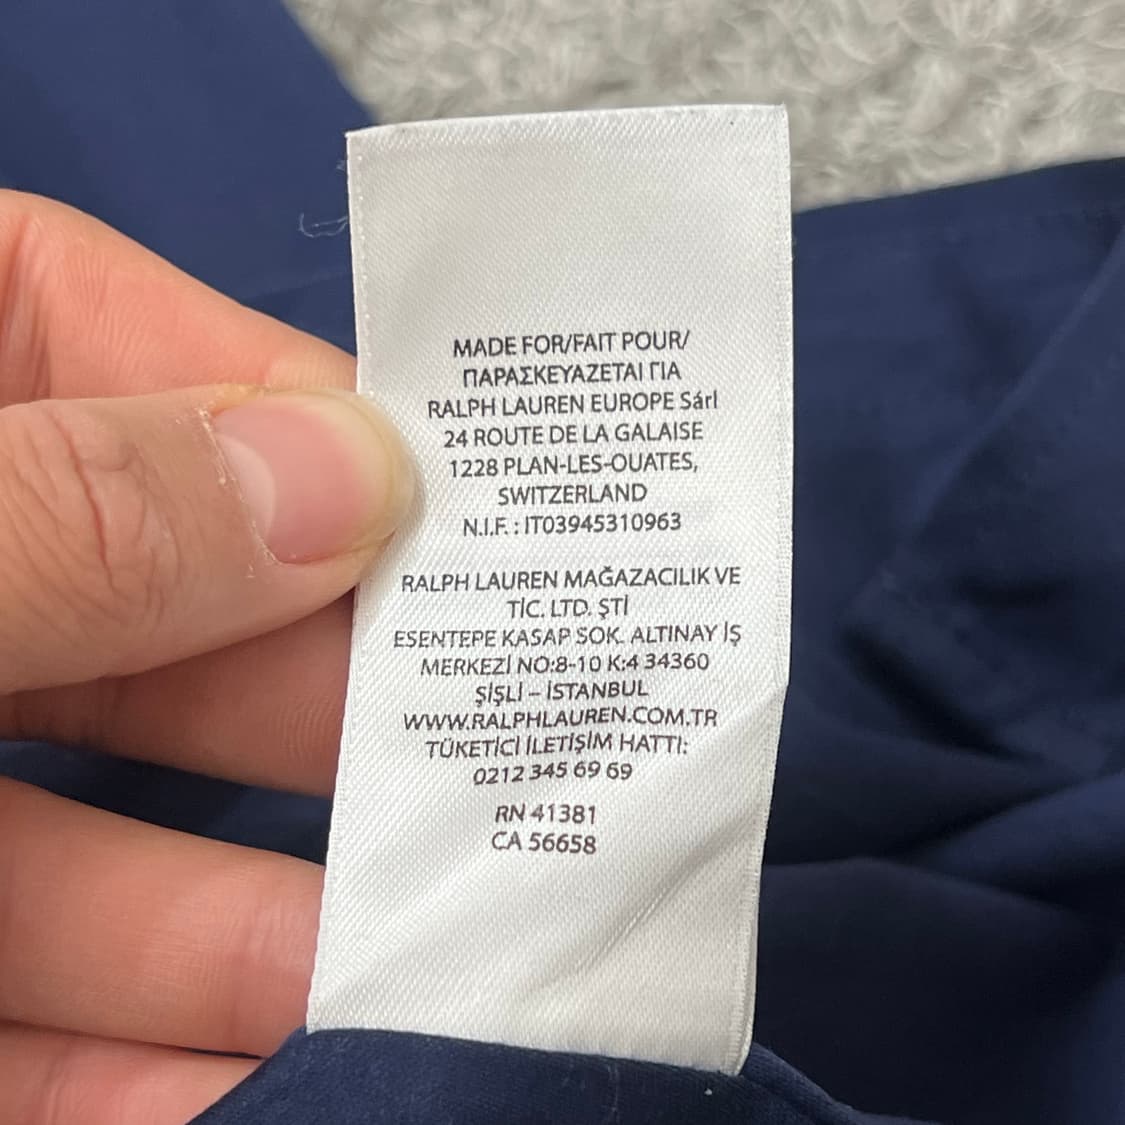 MADE FOR/FAIT POUR/
ΠΑΡΑΣΚΕΥΑΖΕΤΑΙ ΓΙΑ
RALPH LAUREN EUROPE Sárl
24 ROUTE DE LA GALAISE
1228 PLAN-LES-OUATES,
SWITZERLAND
N.I.F. : IT03945310963
RALPH LAUREN MAĞAZACILIK VE
TİC. LTD. ŞTİ
ESENTEPE KASAP SOK. ALTINAY İŞ
MERKEZİ NO:8-10 K:4 34360
ŞİŞLİ – İSTANBUL
WWW.RALPHLAUREN.COM.TR
TÜKETİCİ İLETİŞİM HATTI:
0212 345 69 69
RN 41381
CA 56658